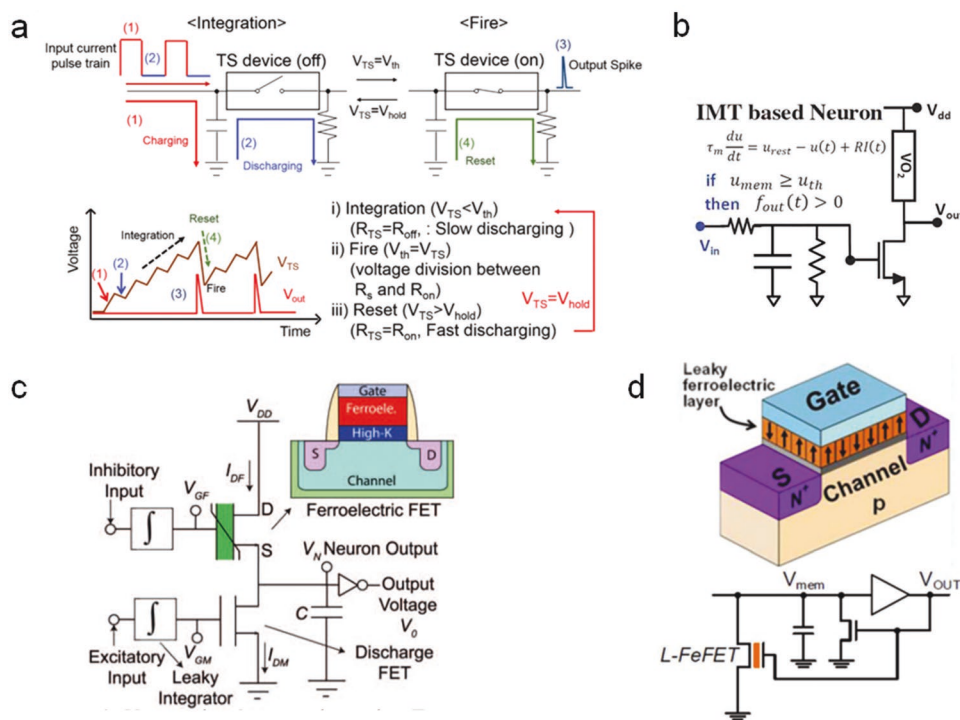 a
<Integration>
<Fire>
(1)
Input current
pulse train
(2)
TS device (off)
V_TS=V_th
V_TS=V_hold
TS device (on)
(3)
Output Spike
(1)
Charging
(2)
Discharging
(4)
Reset
Voltage
Integration
Reset
(4)
(1)
(2)
(3)
Fire
V_TS
V_out
Time
i) Integration (V_TS<V_th)
(R_TS=R_off, : Slow discharging )
ii) Fire (V_th=V_TS)
(voltage division between
R_s and R_on)
iii) Reset (V_TS>V_hold)
(R_TS=R_on, Fast discharging)
V_TS=V_hold
b
IMT based Neuron
V_dd
τ_m du/dt = u_rest − u(t) + RI(t)
if u_mem ≥ u_th
then f_out(t) > 0
VO_2
V_out
V_in
c
V_DD
Gate
Ferroele.
High-K
S
D
Channel
Ferroelectric FET
Inhibitory
Input
∫
V_GF
I_DF
D
S
V_N Neuron Output
Output
Voltage
V_0
C
Excitatory
Input
∫
V_GM
Leaky
Integrator
I_DM
Discharge
FET
d
Leaky
ferroelectric
layer
Gate
S
N+
D
N+
Channel
p
V_mem
V_OUT
L-FeFET